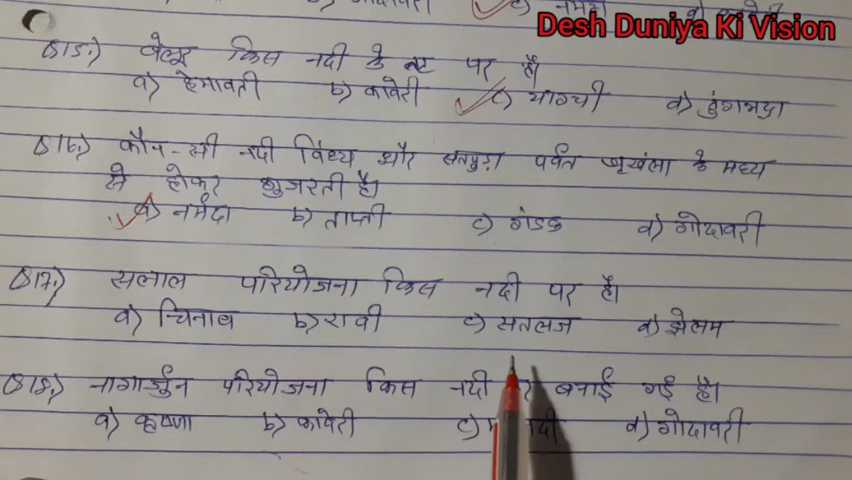 गोदावरी
Desh Duniya Ki Vision
Q15:) बेलूर किस नदी के तट पर है।
a) हेमावती b) कावेरी c) यागची d) तुंगभद्रा
Q16:) कौन-सी नदी विंध्य और सतपुड़ा पर्वत श्रृंखला के मध्य
से होकर गुजरती है।
a) नर्मदा b) ताप्ती c) गंडक d) गोदावरी
Q17:) सलाल परियोजना किस नदी पर है।
a) चिनाब b) रावी c) सतलज d) झेलम
Q18:) नागार्जुन परियोजना किस नदी पर बनाई गई है।
a) कृष्णा b) कावेरी c) d) गोदावरी